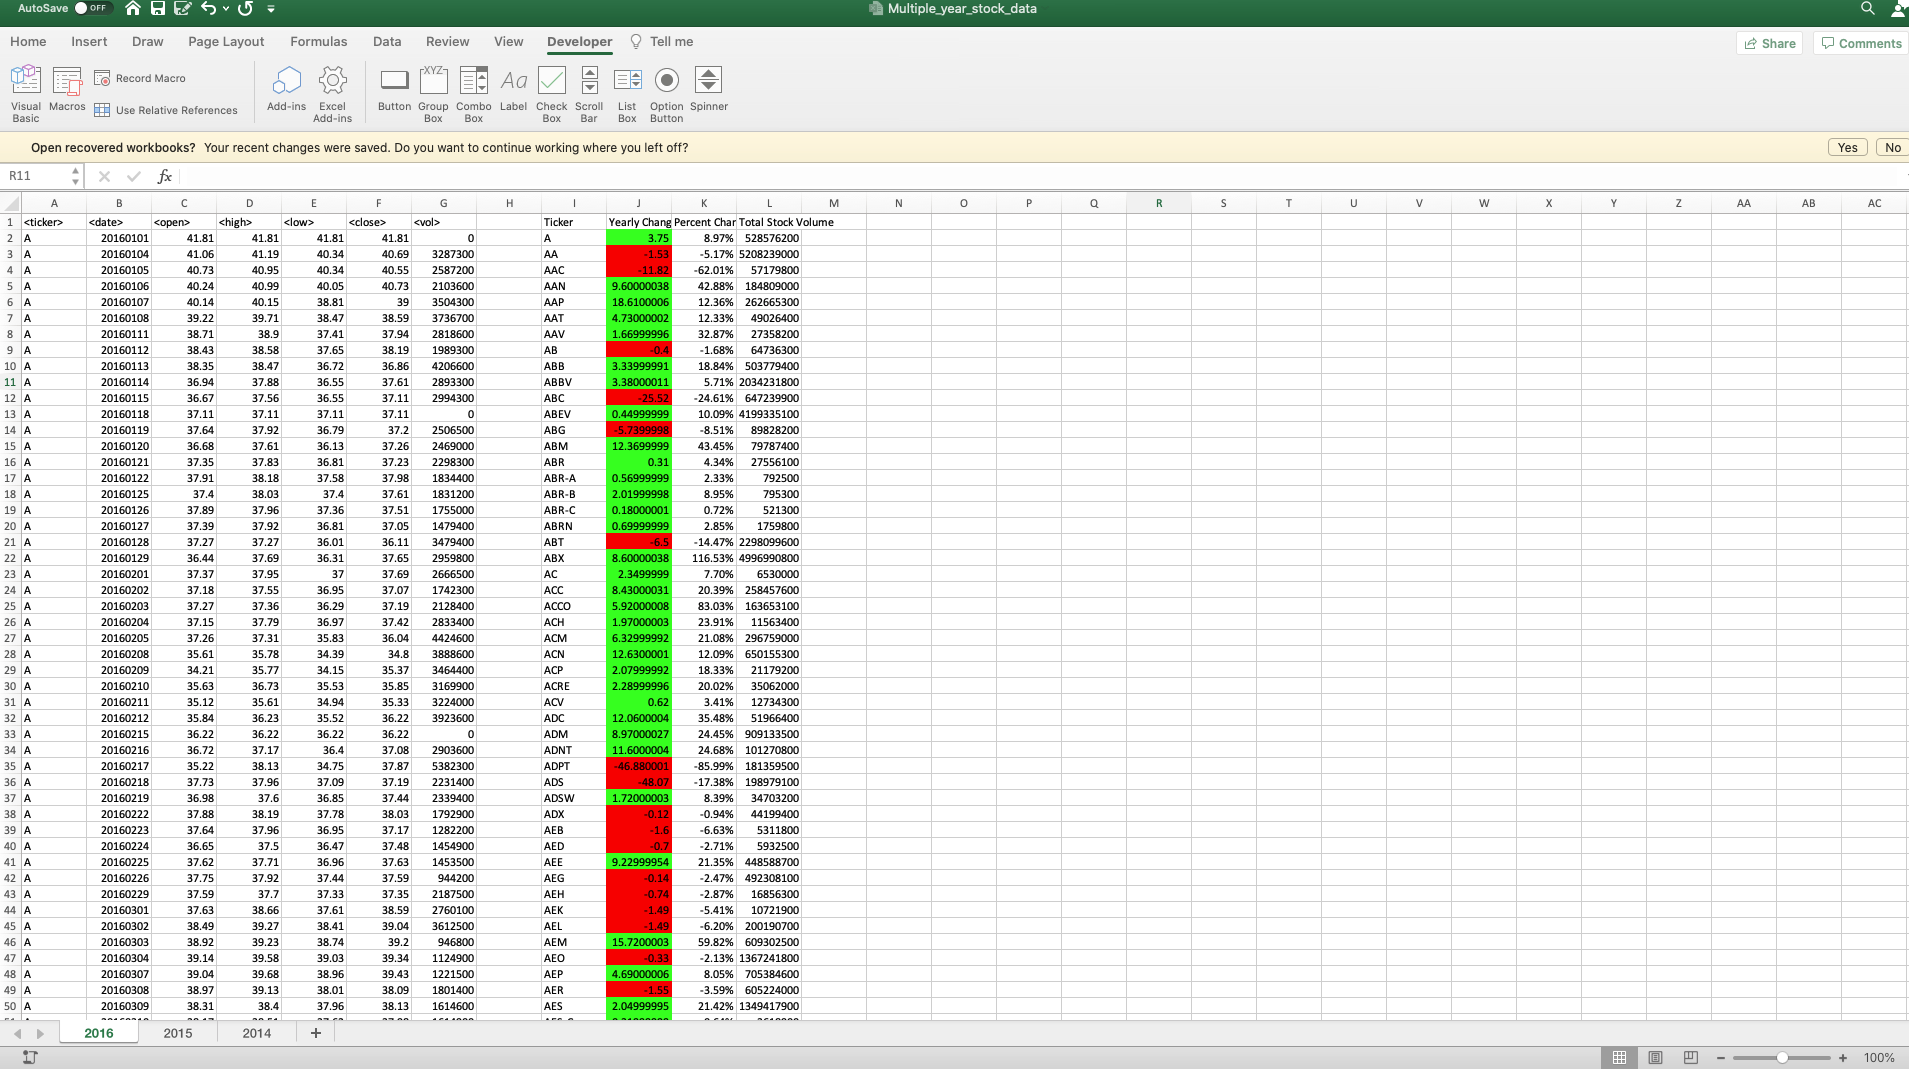 AutoSave OFF Multiple_year_stock_data
Home Insert Draw Page Layout Formulas Data Review View Developer Tell me Share Comments
Visual Basic Macros Record Macro Use Relative References Add-ins Excel Add-ins Button Group Box Combo Box Label Check Box Scroll Bar List Box Option Button Spinner
XYZ Aa
Open recovered workbooks? Your recent changes were saved. Do you want to continue working where you left off? Yes No
R11 fx
A B C D E F G H I J K L M N O P Q R S T U V W X Y Z AA AB AC
1 <ticker> <date> <open> <high> <low> <close> <vol> Ticker Yearly Chang Percent Char Total Stock Volume
2 A 20160101 41.81 41.81 41.81 41.81 0 A 3.75 8.97% 528576200
3 A 20160104 41.06 41.19 40.34 40.69 3287300 AA -1.53 -5.17% 5208239000
4 A 20160105 40.73 40.95 40.34 40.55 2587200 AAC -11.82 -62.01% 57179800
5 A 20160106 40.24 40.99 40.05 40.73 2103600 AAN 9.60000038 42.88% 184809000
6 A 20160107 40.14 40.15 38.81 39 3504300 AAP 18.6100006 12.36% 262665300
7 A 20160108 39.22 39.71 38.47 38.59 3736700 AAT 4.73000002 12.33% 49026400
8 A 20160111 38.71 38.9 37.41 37.94 2818600 AAV 1.66999996 32.87% 27358200
9 A 20160112 38.43 38.58 37.65 38.19 1989300 AB -0.4 -1.68% 64736300
10 A 20160113 38.35 38.47 36.72 36.86 4206600 ABB 3.33999991 18.84% 503779400
11 A 20160114 36.94 37.88 36.55 37.61 2893300 ABBV 3.38000011 5.71% 2034231800
12 A 20160115 36.67 37.56 36.55 37.11 2994300 ABC -25.52 -24.61% 647239900
13 A 20160118 37.11 37.11 37.11 37.11 0 ABEV 0.44999999 10.09% 4199335100
14 A 20160119 37.64 37.92 36.79 37.2 2506500 ABG -5.7399998 -8.51% 89828200
15 A 20160120 36.68 37.61 36.13 37.26 2469000 ABM 12.3699999 43.45% 79787400
16 A 20160121 37.35 37.83 36.81 37.23 2298300 ABR 0.31 4.34% 27556100
17 A 20160122 37.91 38.18 37.58 37.98 1834400 ABR-A 0.56999999 2.33% 792500
18 A 20160125 37.4 38.03 37.4 37.61 1831200 ABR-B 2.01999998 8.95% 795300
19 A 20160126 37.89 37.96 37.36 37.51 1755000 ABR-C 0.18000001 0.72% 521300
20 A 20160127 37.39 37.92 36.81 37.05 1479400 ABRN 0.69999999 2.85% 1759800
21 A 20160128 37.27 37.27 36.01 36.11 3479400 ABT -6.5 -14.47% 2298099600
22 A 20160129 36.44 37.69 36.31 37.65 2959800 ABX 8.60000038 116.53% 4996990800
23 A 20160201 37.37 37.95 37 37.69 2666500 AC 2.3499999 7.70% 6530000
24 A 20160202 37.18 37.55 36.95 37.07 1742300 ACC 8.43000031 20.39% 258457600
25 A 20160203 37.27 37.36 36.29 37.19 2128400 ACCO 5.92000008 83.03% 163653100
26 A 20160204 37.15 37.79 36.97 37.42 2833400 ACH 1.97000003 23.91% 11563400
27 A 20160205 37.26 37.31 35.83 36.04 4424600 ACM 6.32999992 21.08% 296759000
28 A 20160208 35.61 35.78 34.39 34.8 3888600 ACN 12.6300001 12.09% 650155300
29 A 20160209 34.21 35.77 34.15 35.37 3464400 ACP 2.07999992 18.33% 21179200
30 A 20160210 35.63 36.73 35.53 35.85 3169900 ACRE 2.28999996 20.02% 35062000
31 A 20160211 35.12 35.61 34.94 35.33 3224000 ACV 0.62 3.41% 12734300
32 A 20160212 35.84 36.23 35.52 36.22 3923600 ADC 12.0600004 35.48% 51966400
33 A 20160215 36.22 36.22 36.22 36.22 0 ADM 8.97000027 24.45% 909133500
34 A 20160216 36.72 37.17 36.4 37.08 2903600 ADNT 11.6000004 24.68% 101270800
35 A 20160217 35.22 38.13 34.75 37.87 5382300 ADPT -46.880001 -85.99% 181359500
36 A 20160218 37.73 37.96 37.09 37.19 2231400 ADS -48.07 -17.38% 198979100
37 A 20160219 36.98 37.6 36.85 37.44 2339400 ADSW 1.72000003 8.39% 34703200
38 A 20160222 37.88 38.19 37.78 38.03 1792900 ADX -0.12 -0.94% 44199400
39 A 20160223 37.64 37.96 36.95 37.17 1282200 AEB -1.6 -6.63% 5311800
40 A 20160224 36.65 37.5 36.47 37.48 1454900 AED -0.7 -2.71% 5932500
41 A 20160225 37.62 37.71 36.96 37.63 1453500 AEE 9.22999954 21.35% 448588700
42 A 20160226 37.75 37.92 37.44 37.59 944200 AEG -0.14 -2.47% 492308100
43 A 20160229 37.59 37.7 37.33 37.35 2187500 AEH -0.74 -2.87% 16856300
44 A 20160301 37.63 38.66 37.61 38.59 2760100 AEK -1.49 -5.41% 10721900
45 A 20160302 38.49 39.27 38.41 39.04 3612500 AEL -1.49 -6.20% 200190700
46 A 20160303 38.92 39.23 38.74 39.2 946800 AEM 15.7200003 59.82% 609302500
47 A 20160304 39.14 39.58 39.03 39.34 1124900 AEO -0.33 -2.13% 1367241800
48 A 20160307 39.04 39.68 38.96 39.43 1221500 AEP 4.69000006 8.05% 705384600
49 A 20160308 38.97 39.13 38.01 38.09 1801400 AER -1.55 -3.59% 605224000
50 A 20160309 38.31 38.4 37.96 38.13 1614600 AES 2.04999995 21.42% 1349417900
2016 2015 2014 +
100%